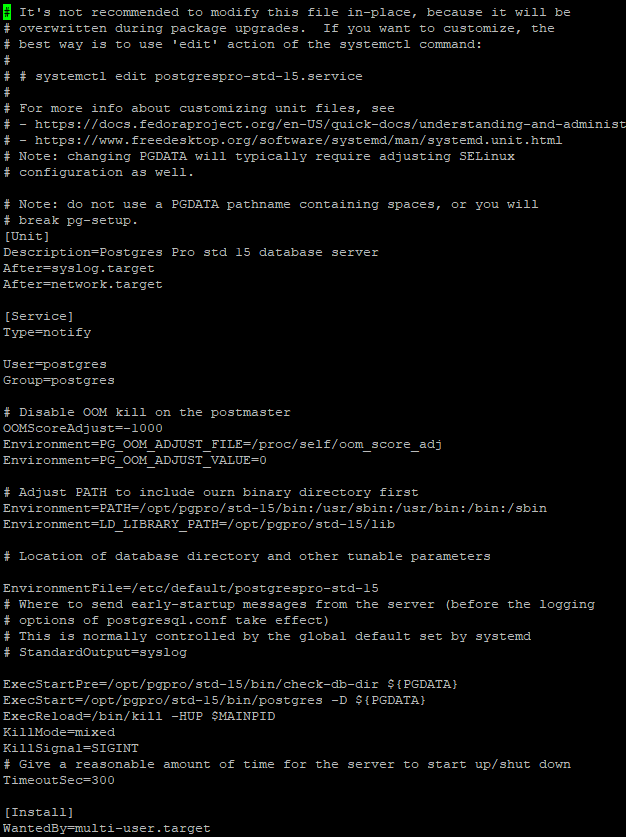 # It's not recommended to modify this file in-place, bcause it will be
# overwritten during package upgrades.  If you want to customize, the
# best way is to use 'edit' action of the systemctl command:
#
# # systemctl edit postgrespro-std-15.service
#
# For more info about customizing unit files, see
# - https://docs.fedoraproject.org/en-US/quick-docs/understanding-and-administ
# - https://www.freedesktop.org/software/systemd/man/systemd.unit.html
# Note: changing PGDATA will typically require adjusting SELinux
# configuration as well.

# Note: do not use a PGDATA pathname containing spaces, or you will
# break pg-setup.
[Unit]
Description=Postgres Pro std 15 database server
After=syslog.target
After=network.target

[Service]
Type=notify

User=postgres
Group=postgres

# Disable OOM kill on the postmaster
OOMScoreAdjust=-1000
Environment=PG_OOM_ADJUST_FILE=/proc/self/oom_score_adj
Environment=PG_OOM_ADJUST_VALUE=0

# Adjust PATH to include ourn binary directory first
Environment=PATH=/opt/pgpro/std-15/bin:/usr/sbin:/usr/bin:/bin:/sbin
Environment=LD_LIBRARY_PATH=/opt/pgpro/std-15/lib

# Location of database directory and other tunable parameters

EnvironmentFile=/etc/default/postgrespro-std-15
# Where to send early-startup messages from the server (before the logging
# options of postgresql.conf take effect)
# This is normally controlled by the global default set by systemd
# StandardOutput=syslog

ExecStartPre=/opt/pgpro/std-15/bin/check-db-dir ${PGDATA}
ExecStart=/opt/pgpro/std-15/bin/postgres -D ${PGDATA}
ExecReload=/bin/kill -HUP $MAINPID
KillMode=mixed
KillSignal=SIGINT
# Give a reasonable amount of time for the server to start up/shut down
TimeoutSec=300

[Install]
WantedBy=multi-user.target